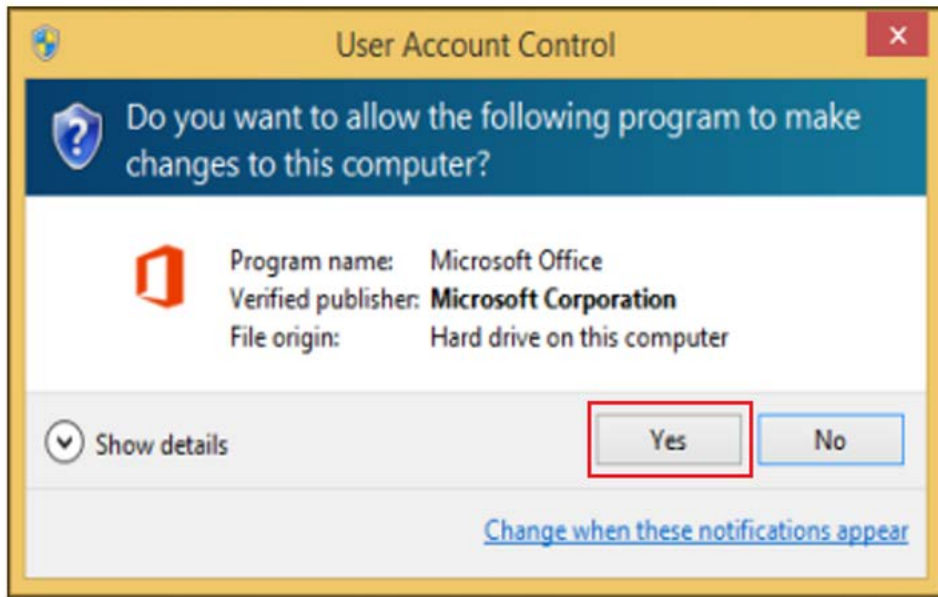 User Account Control
Do you want to allow the following program to make
changes to this computer?
Program name: Microsoft Office
Verified publisher: Microsoft Corporation
File origin: Hard drive on this computer
Show details
Yes
No
Change when these notifications appear